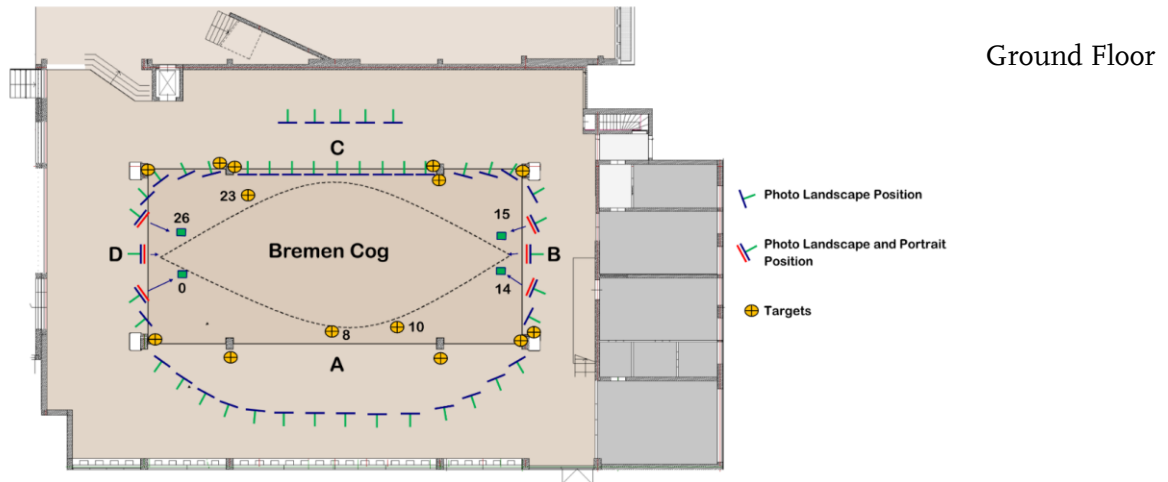 Ground Floor
C
23
26
15
Photo Landscape Position
D
Bremen Cog
B
Photo Landscape and Portrait
Position
0
14
Targets
8
10
A